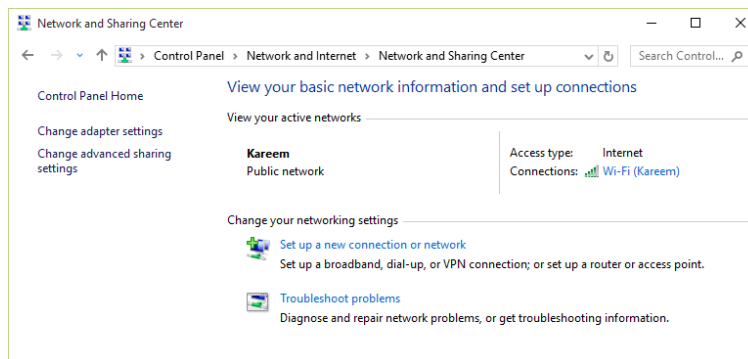 Network and Sharing Center
Control Panel > Network and Internet > Network and Sharing Center
Search Control...
Control Panel Home
Change adapter settings
Change advanced sharing
settings
View your basic network information and set up connections
View your active networks
Kareem
Public network
Access type: Internet
Connections: Wi-Fi (Kareem)
Change your networking settings
Set up a new connection or network
Set up a broadband, dial-up, or VPN connection; or set up a router or access point.
Troubleshoot problems
Diagnose and repair network problems, or get troubleshooting information.